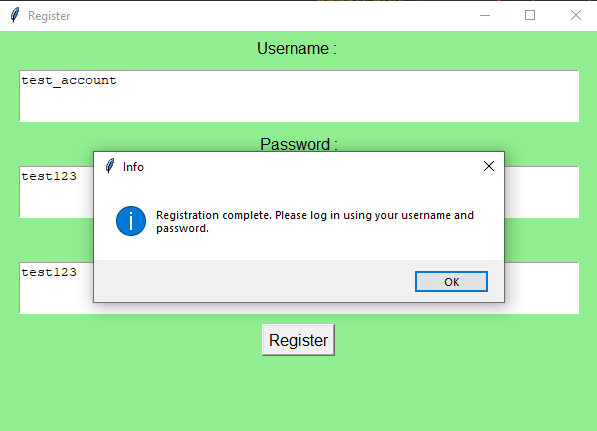 Register
Username :
test_account
Password :
test123
Info
Registration complete. Please log in using your username and
password.
OK
test123
Register